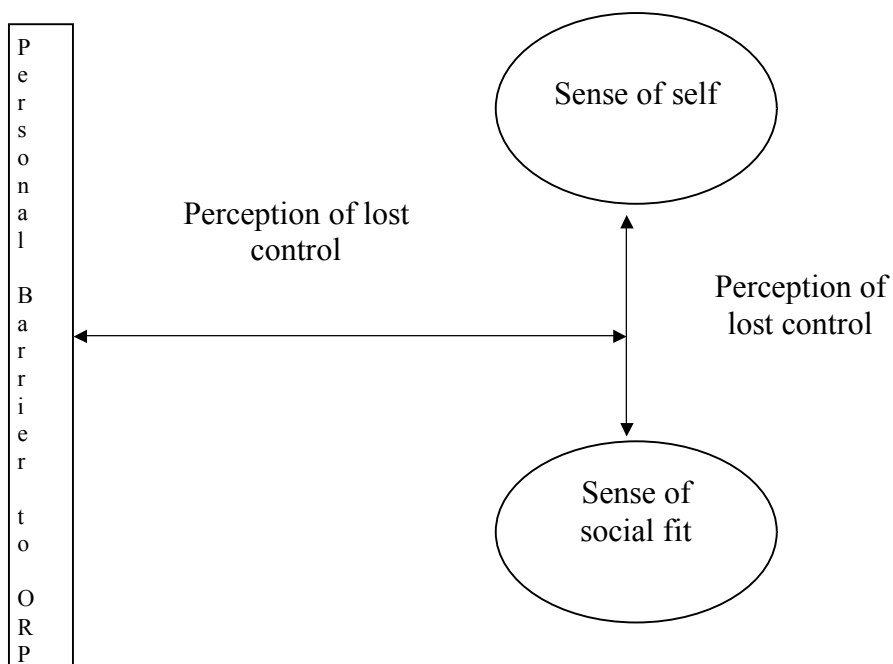 Personal Barrier to ORP
Sense of self
Perception of lost
control
Perception of
lost control
Sense of
social fit